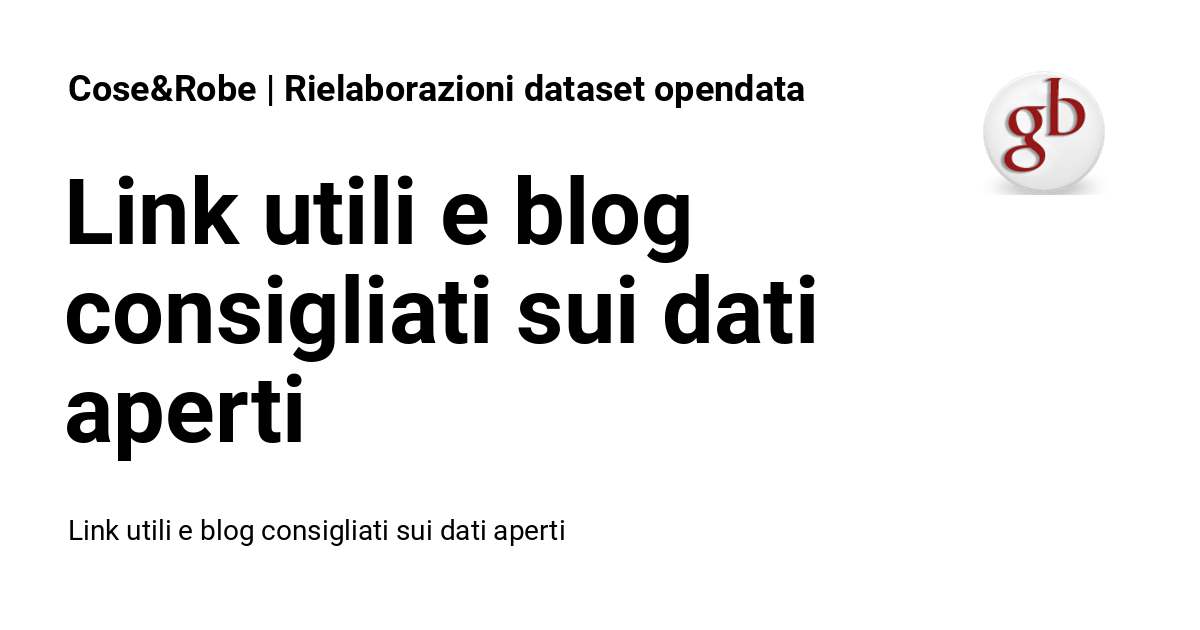 Cose&Robe | Rielaborazioni dataset opendata
gb
Link utili e blog
consigliati sui dati
aperti
Link utili e blog consigliati sui dati aperti